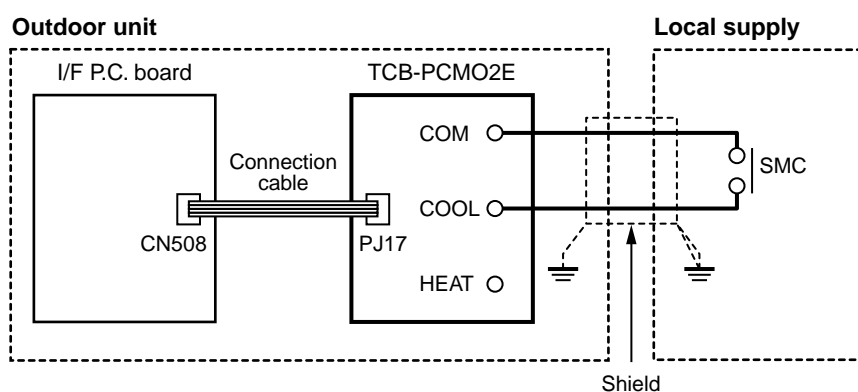 Outdoor unit
Local supply
I/F P.C. board
TCB-PCMO2E
COM
Connection
cable
SMC
COOL
CN508
PJ17
HEAT
Shield